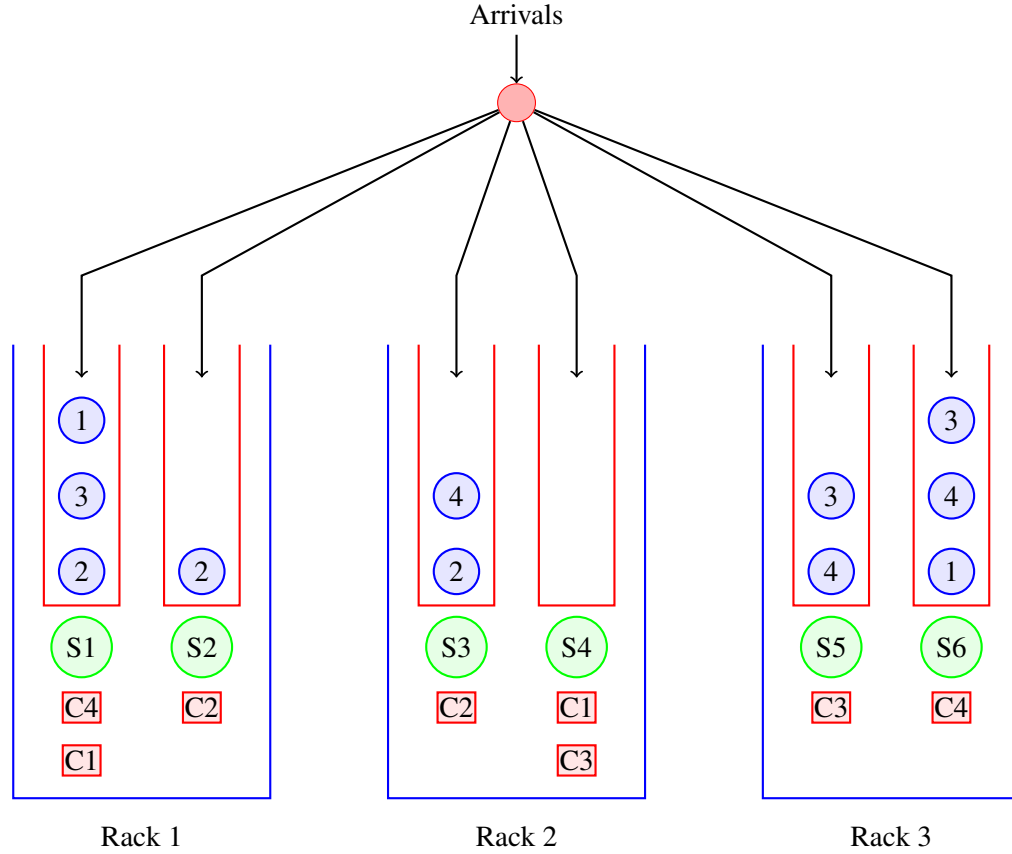 Arrivals
1 3
3 4 3 4
2 2 2 4 1
S1 S2 S3 S4 S5 S6
C4 C2 C2 C1 C3 C4
C1 C3
Rack 1 Rack 2 Rack 3